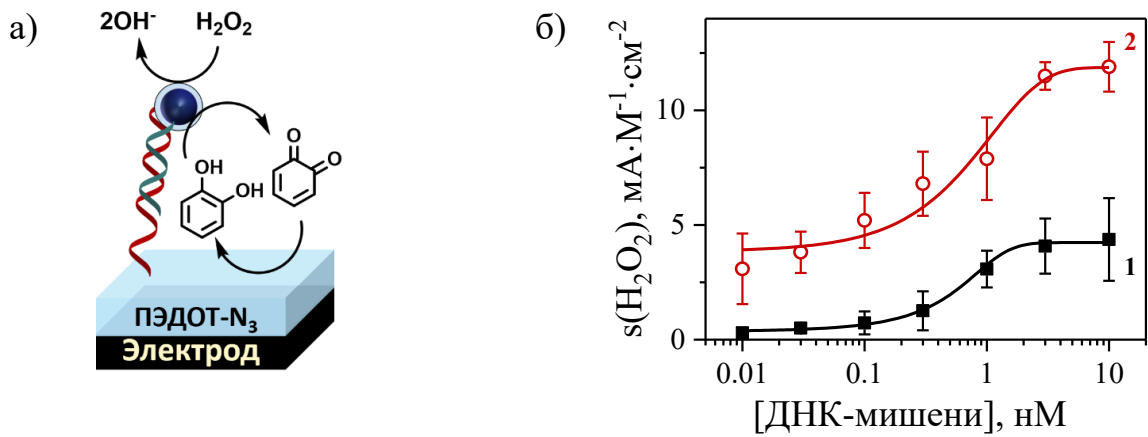 а)
2OH⁻ H₂O₂
OH
OH
O
O
ПЭДОТ-N₃
Электрод
б)
s(H₂O₂), мА·М⁻¹·см⁻²
10
5
0
2
1
0.01 0.1 1 10
[ДНК-мишени], нМ